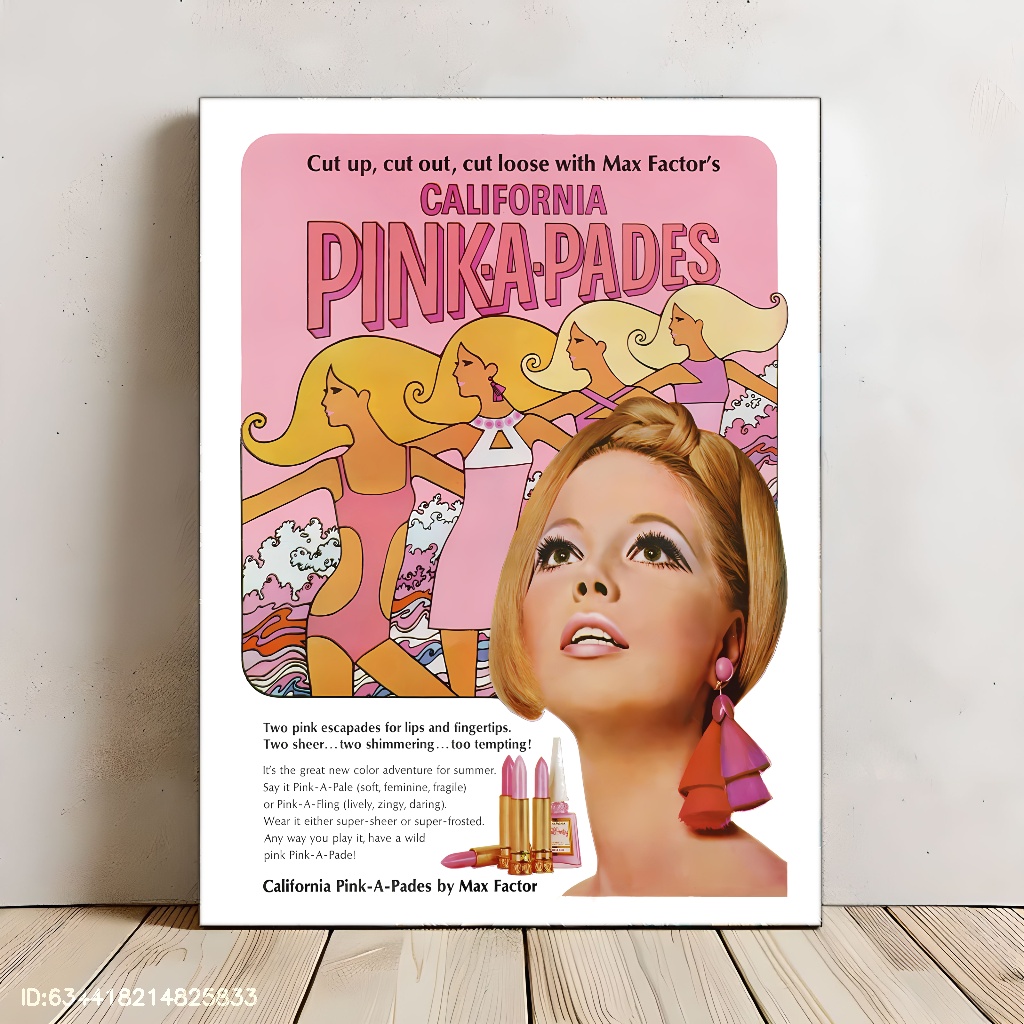 Cut up, cut out, cut loose with Max Factor's
CALIFORNIA
PINK·A·PADES
Two pink escapades for lips and fingertips.
Two sheer...two shimmering...too tempting!
It's the great new color adventure for summer.
Say it Pink-A-Pale (soft, feminine, fragile)
or Pink-A-Fling (lively, zingy, daring).
Wear it either super-sheer or super-frosted.
Any way you play it, have a wild
pink Pink-A-Pade!
California Pink-A-Pades by Max Factor
ID:634418214825833